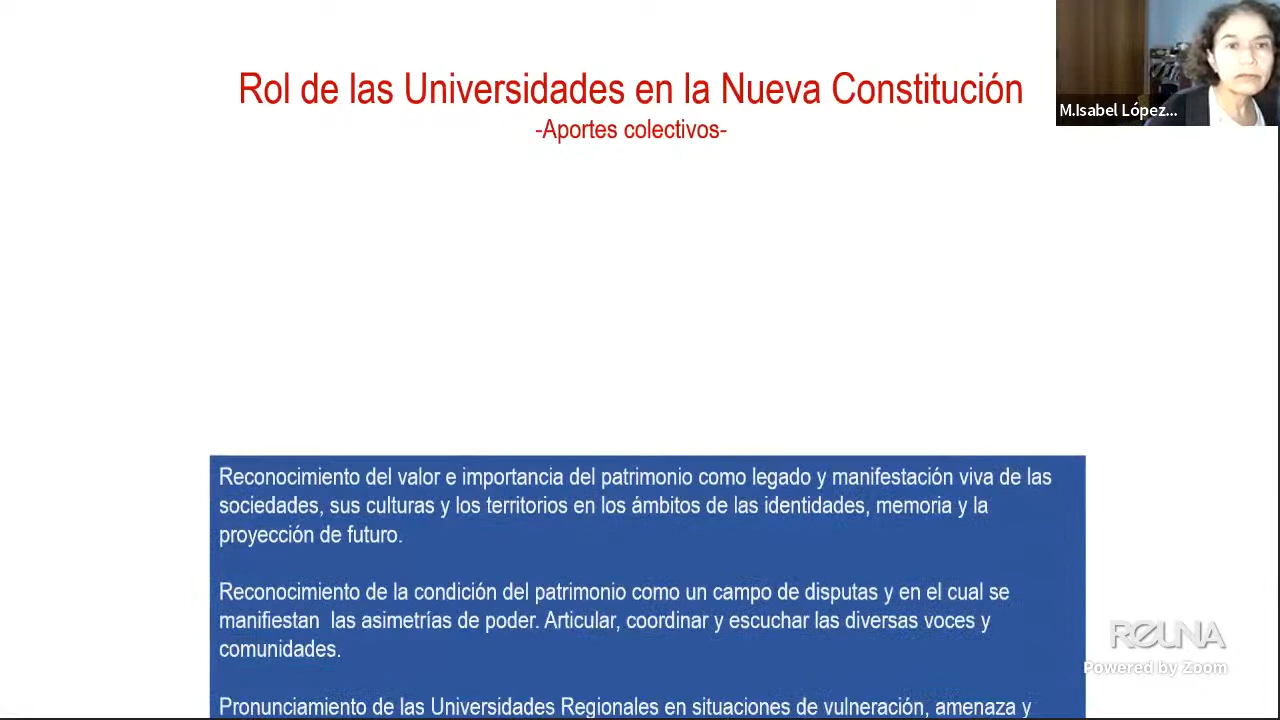 Rol de las Universidades en la Nueva Constitución
-Aportes colectivos-
M.Isabel López...
Reconocimiento del valor e importancia del patrimonio como legado y manifestación viva de las
sociedades, sus culturas y los territorios en los ámbitos de las identidades, memoria y la
proyección de futuro.
Reconocimiento de la condición del patrimonio como un campo de disputas y en el cual se
manifiestan  las asimetrías de poder. Articular, coordinar y escuchar las diversas voces y
comunidades.
Pronunciamiento de las Universidades Regionales en situaciones de vulneración, amenaza y
REUNA
Powered by Zoom